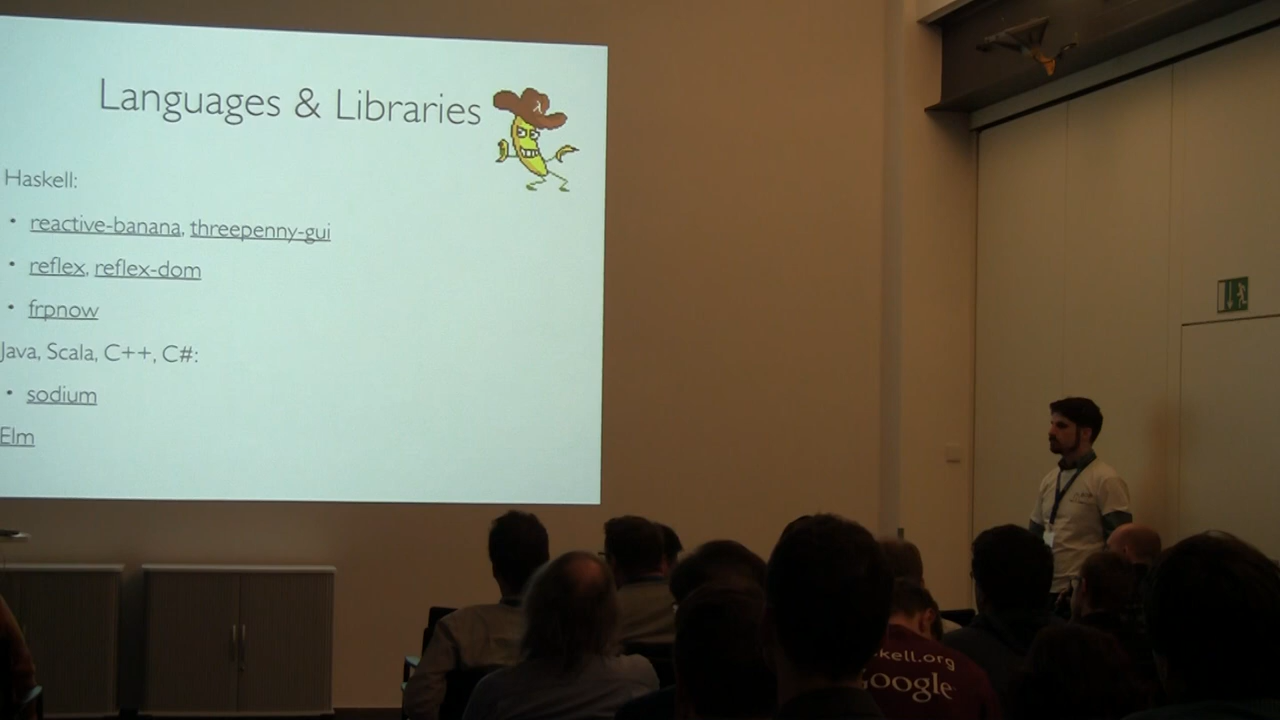 Languages & Libraries
λ
Haskell:
• reactive-banana, threepenny-gui
• reflex, reflex-dom
• frpnow
Java, Scala, C++, C#:
• sodium
Elm
kell.org
Google